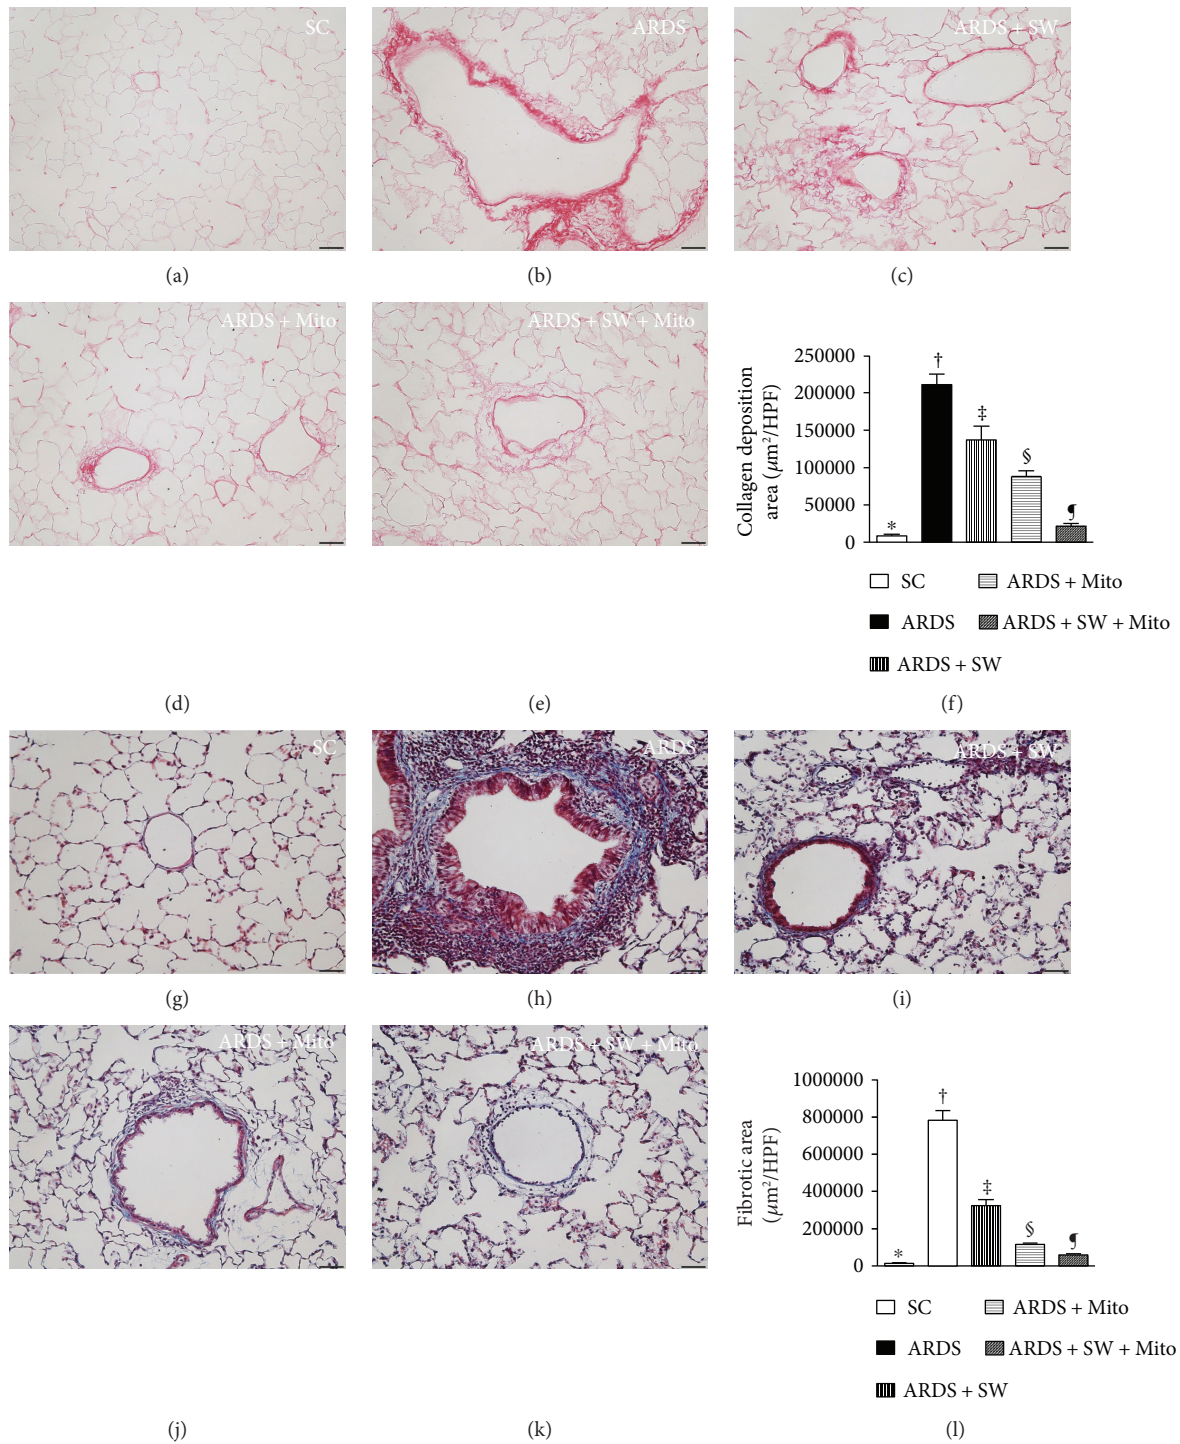 SC
ARDS
ARDS + SW
(a)
(b)
(c)
ARDS + Mito
ARDS + SW + Mito
Collagen deposition
area (μm²/HPF)
250000
200000
150000
100000
50000
0
*
†
‡
§
¶
SC
ARDS + Mito
ARDS
ARDS + SW + Mito
ARDS + SW
(d)
(e)
(f)
SC
ARDS
ARDS + SW
(g)
(h)
(i)
ARDS + Mito
ARDS + SW + Mito
Fibrotic area
(μm²/HPF)
1000000
800000
600000
400000
200000
0
*
†
‡
§
¶
SC
ARDS + Mito
ARDS
ARDS + SW + Mito
ARDS + SW
(j)
(k)
(l)